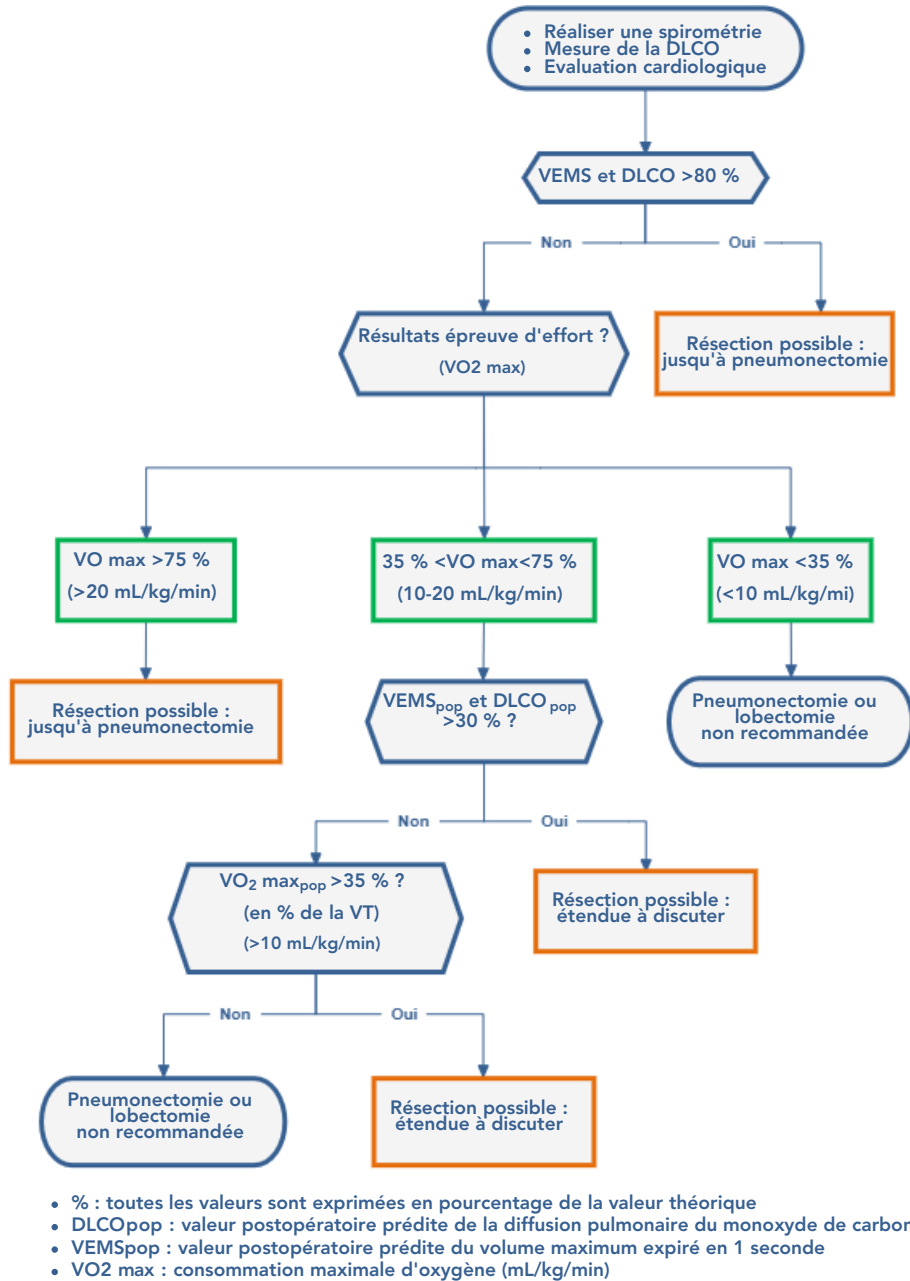 • Réaliser une spirométrie
• Mesure de la DLCO
• Evaluation cardiologique
VEMS et DLCO >80 %
Non
Oui
Résultats épreuve d'effort ?
(VO2 max)
Résection possible :
jusqu'à pneumonectomie
VO max >75 %
(>20 mL/kg/min)
35 % <VO max<75 %
(10-20 mL/kg/min)
VO max <35 %
(<10 mL/kg/mi)
Résection possible :
jusqu'à pneumonectomie
VEMSpop et DLCO pop
>30 % ?
Pneumonectomie ou
lobectomie
non recommandée
Non
Oui
VO2 maxpop >35 % ?
(en % de la VT)
(>10 mL/kg/min)
Résection possible :
étendue à discuter
Non
Oui
Pneumonectomie ou
lobectomie
non recommandée
Résection possible :
étendue à discuter
• % : toutes les valeurs sont exprimées en pourcentage de la valeur théorique
• DLCOpop : valeur postopératoire prédite de la diffusion pulmonaire du monoxyde de carbon
• VEMSpop : valeur postopératoire prédite du volume maximum expiré en 1 seconde
• VO2 max : consommation maximale d'oxygène (mL/kg/min)